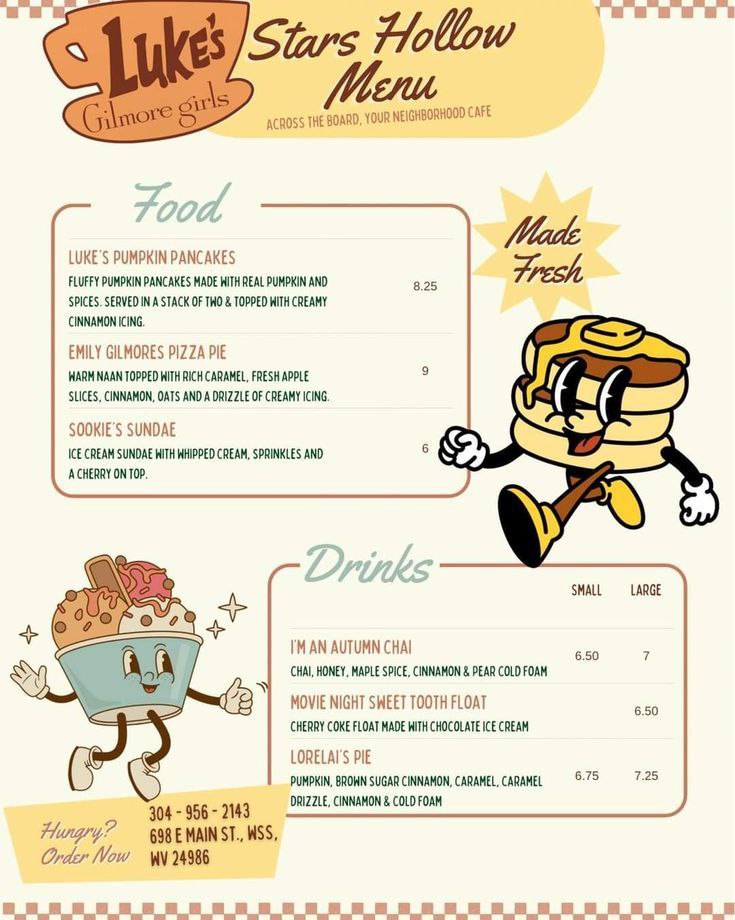 LUKE'S
Gilmore girls
Stars Hollow
Menu
ACROSS THE BOARD, YOUR NEIGHBORHOOD CAFE
Food
LUKE'S PUMPKIN PANCAKES
FLUFFY PUMPKIN PANCAKES MADE WITH REAL PUMPKIN AND
SPICES. SERVED IN A STACK OF TWO & TOPPED WITH CREAMY
CINNAMON ICING.
8.25
EMILY GILMORES PIZZA PIE
WARM NAAN TOPPED WITH RICH CARAMEL, FRESH APPLE
SLICES, CINNAMON, OATS AND A DRIZZLE OF CREAMY ICING.
9
SOOKIE'S SUNDAE
ICE CREAM SUNDAE WITH WHIPPED CREAM, SPRINKLES AND
A CHERRY ON TOP.
6
Made
Fresh
Drinks
SMALL LARGE
I'M AN AUTUMN CHAI
CHAI, HONEY, MAPLE SPICE, CINNAMON & PEAR COLD FOAM
6.50 7
MOVIE NIGHT SWEET TOOTH FLOAT
CHERRY COKE FLOAT MADE WITH CHOCOLATE ICE CREAM
6.50
LORELAI'S PIE
PUMPKIN, BROWN SUGAR CINNAMON, CARAMEL, CARAMEL
DRIZZLE, CINNAMON & COLD FOAM
6.75 7.25
Hungry?
Order Now
304 - 956 - 2143
698 E MAIN ST., WSS,
WV 24986